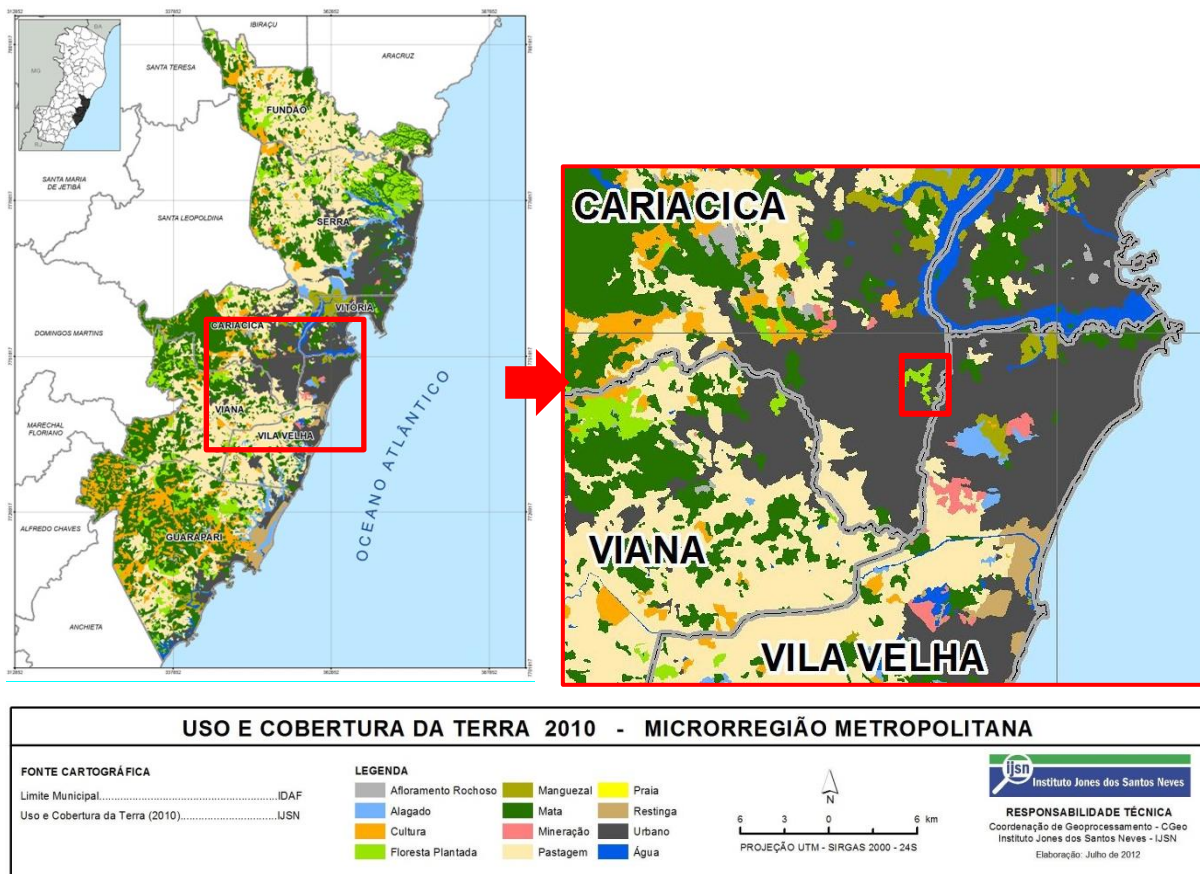 IBIRAÇU
BA
ARACRUZ
SANTA TERESA
MG
FUNDÃO
RJ
SANTA MARIA
DE JETIBÁ
SANTA LEOPOLDINA
SERRA
VITÓRIA
CARIACICA
DOMINGOS MARTINS
VIANA
VILA VELHA
MARECHAL
FLORIANO
OCEANO ATLÂNTICO
ALFREDO CHAVES
GUARAPARI
ANCHIETA
CARIACICA
VIANA
VILA VELHA
USO E COBERTURA DA TERRA 2010 - MICRORREGIÃO METROPOLITANA
FONTE CARTOGRÁFICA
Limite Municipal..................................................IDAF
Uso e Cobertura da Terra (2010)...........................IJSN
LEGENDA
Afloramento Rochoso
Alagado
Cultura
Floresta Plantada
Manguezal
Mata
Mineração
Pastagem
Praia
Restinga
Urbano
Água
N
6 3 0 6 km
PROJEÇÃO UTM - SIRGAS 2000 - 24S
ijsn
Instituto Jones dos Santos Neves
RESPONSABILIDADE TÉCNICA
Coordenação de Geoprocessamento - CGeo
Instituto Jones dos Santos Neves - IJSN
Elaboração: Julho de 2012